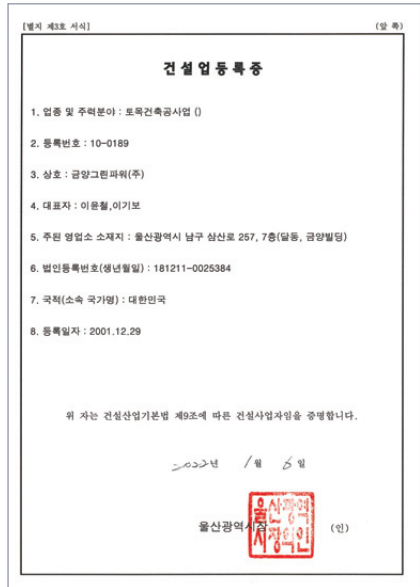 [별지 제3호 서식] (앞 쪽)
건설업등록증
1. 업종 및 주력분야 : 토목건축공사업 ()
2. 등록번호 : 10-0189
3. 상호 : 금양그린파워(주)
4. 대표자 : 이윤철,이기보
5. 주된 영업소 소재지 : 울산광역시 남구 삼산로 257, 7층(달동, 금양빌딩)
6. 법인등록번호(생년월일) : 181211-0025384
7. 국적(소속 국가명) : 대한민국
8. 등록일자 : 2001.12.29
위 자는 건설산업기본법 제9조에 따른 건설사업자임을 증명합니다.
2022년 1월 6일
울산광역시장 (인)
울산광역
시장의인